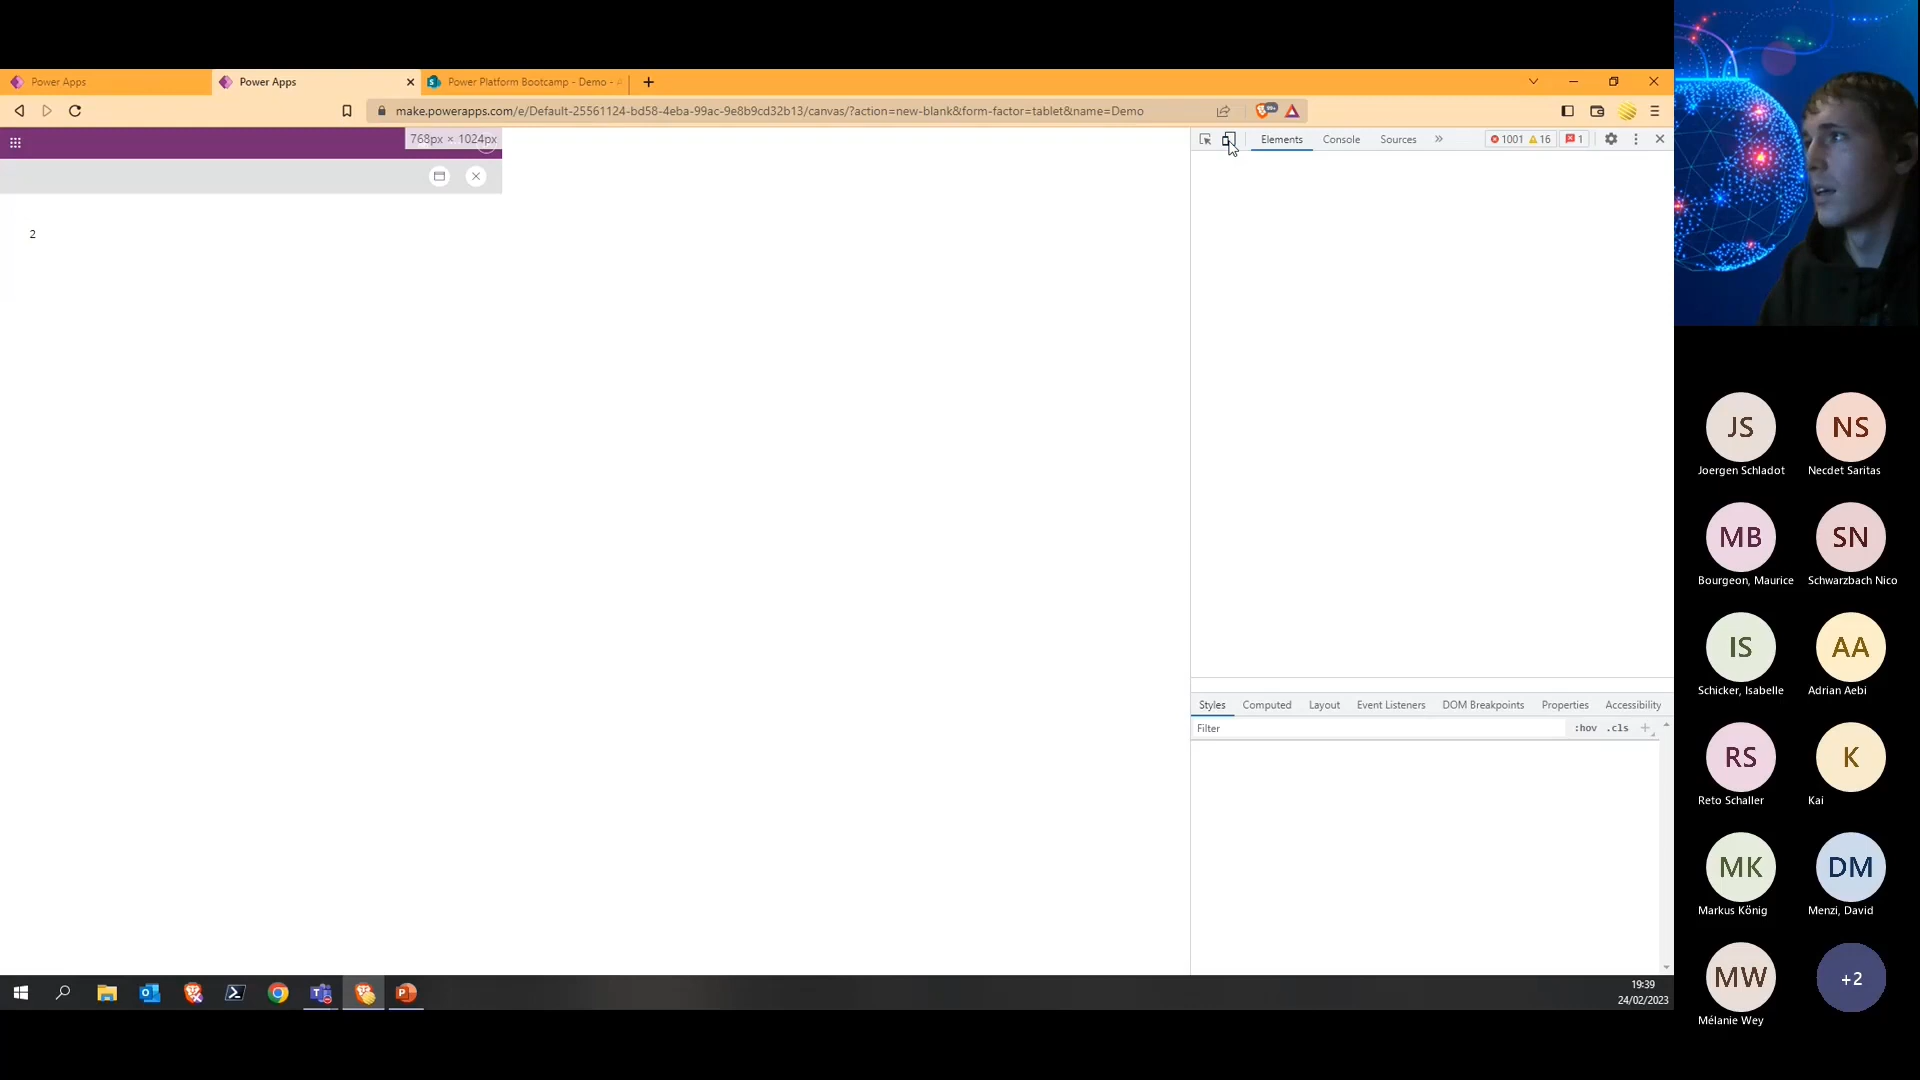 Power Apps
Power Apps
Power Platform Bootcamp - Demo -
make.powerapps.com/e/Default-25561124-bd58-4eba-99ac-9e8b9cd32b13/canvas/?action=new-blank&form-factor=tablet&name=Demo
99+
768px × 1024px
Elements
Console
Sources
1001
16
1
2
Styles
Computed
Layout
Event Listeners
DOM Breakpoints
Properties
Accessibility
Filter
:hov
.cls
19:39
24/02/2023
JS
Joergen Schladot
NS
Necdet Saritas
MB
Bourgeon, Maurice
SN
Schwarzbach Nico
IS
Schicker, Isabelle
AA
Adrian Aebi
RS
Reto Schaller
K
Kai
MK
Markus König
DM
Menzi, David
MW
Mélanie Wey
+2